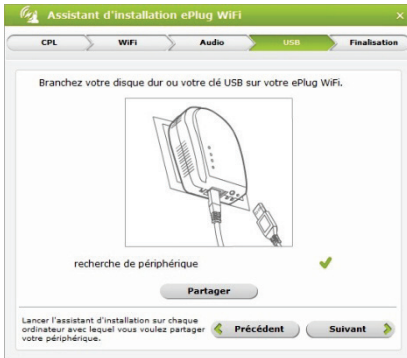 Assistant d'installation ePlug WiFi
CPL
WiFi
Audio
USB
Finalisation
Branchez votre disque dur ou votre clé USB sur votre ePlug WiFi.
recherche de périphérique
Partager
Lancer l'assistant d'installation sur chaque
ordinateur avec lequel vous voulez partager
votre périphérique.
Précédent
Suivant